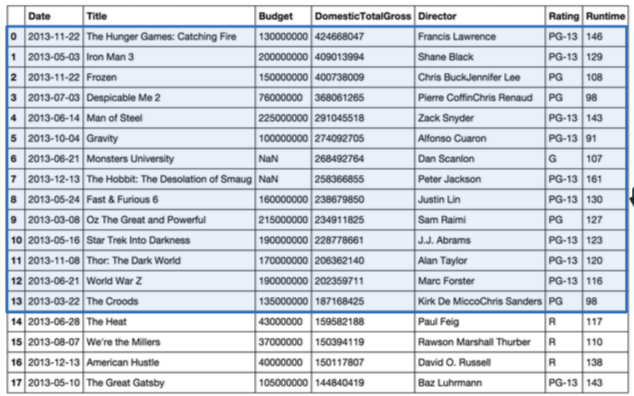 Date Title Budget DomesticTotalGross Director Rating Runtime
0 2013-11-22 The Hunger Games: Catching Fire 130000000 424668047 Francis Lawrence PG-13 146
1 2013-05-03 Iron Man 3 200000000 409013994 Shane Black PG-13 129
2 2013-11-22 Frozen 150000000 400738009 Chris BuckJennifer Lee PG 108
3 2013-07-03 Despicable Me 2 76000000 368061265 Pierre CoffinChris Renaud PG 98
4 2013-06-14 Man of Steel 225000000 291045518 Zack Snyder PG-13 143
5 2013-10-04 Gravity 100000000 274092705 Alfonso Cuaron PG-13 91
6 2013-06-21 Monsters University NaN 268492764 Dan Scanlon G 107
7 2013-12-13 The Hobbit: The Desolation of Smaug NaN 258366855 Peter Jackson PG-13 161
8 2013-05-24 Fast & Furious 6 160000000 238679850 Justin Lin PG-13 130
9 2013-03-08 Oz The Great and Powerful 215000000 234911825 Sam Raimi PG 127
10 2013-05-16 Star Trek Into Darkness 190000000 228778661 J.J. Abrams PG-13 123
11 2013-11-08 Thor: The Dark World 170000000 206362140 Alan Taylor PG-13 120
12 2013-06-21 World War Z 190000000 202359711 Marc Forster PG-13 116
13 2013-03-22 The Croods 135000000 187168425 Kirk De MiccoChris Sanders PG 98
14 2013-06-28 The Heat 43000000 159582188 Paul Feig R 117
15 2013-08-07 We're the Millers 37000000 150394119 Rawson Marshall Thurber R 110
16 2013-12-13 American Hustle 40000000 150117807 David O. Russell R 138
17 2013-05-10 The Great Gatsby 105000000 144840419 Baz Luhrmann PG-13 143